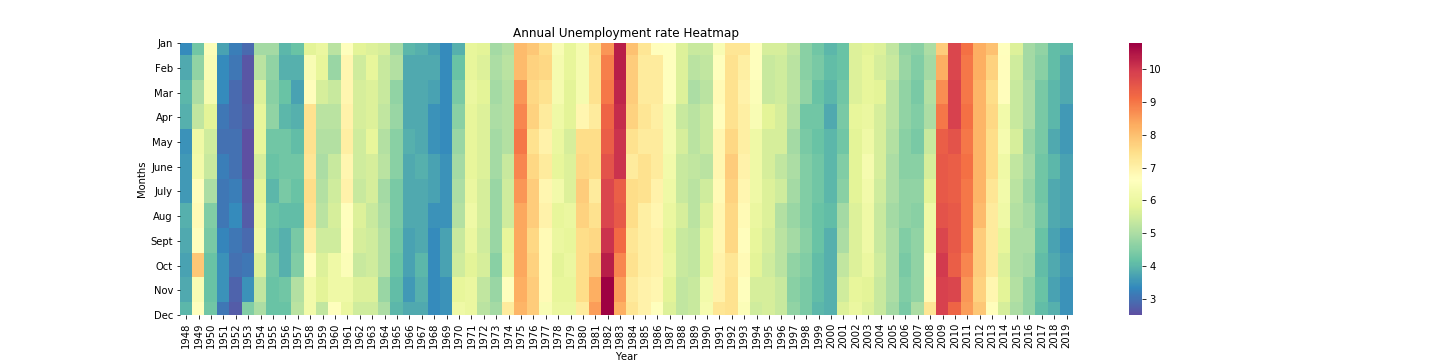 Annual Unemployment rate Heatmap
Months
Jan
Feb
Mar
Apr
May
June
July
Aug
Sept
Oct
Nov
Dec
1948 1949 1950 1951 1952 1953 1954 1955 1956 1957 1958 1959 1960 1961 1962 1963 1964 1965 1966 1967 1968 1969 1970 1971 1972 1973 1974 1975 1976 1977 1978 1979 1980 1981 1982 1983 1984 1985 1986 1987 1988 1989 1990 1991 1992 1993 1994 1995 1996 1997 1998 1999 2000 2001 2002 2003 2004 2005 2006 2007 2008 2009 2010 2011 2012 2013 2014 2015 2016 2017 2018 2019
Year
10
9
8
7
6
5
4
3